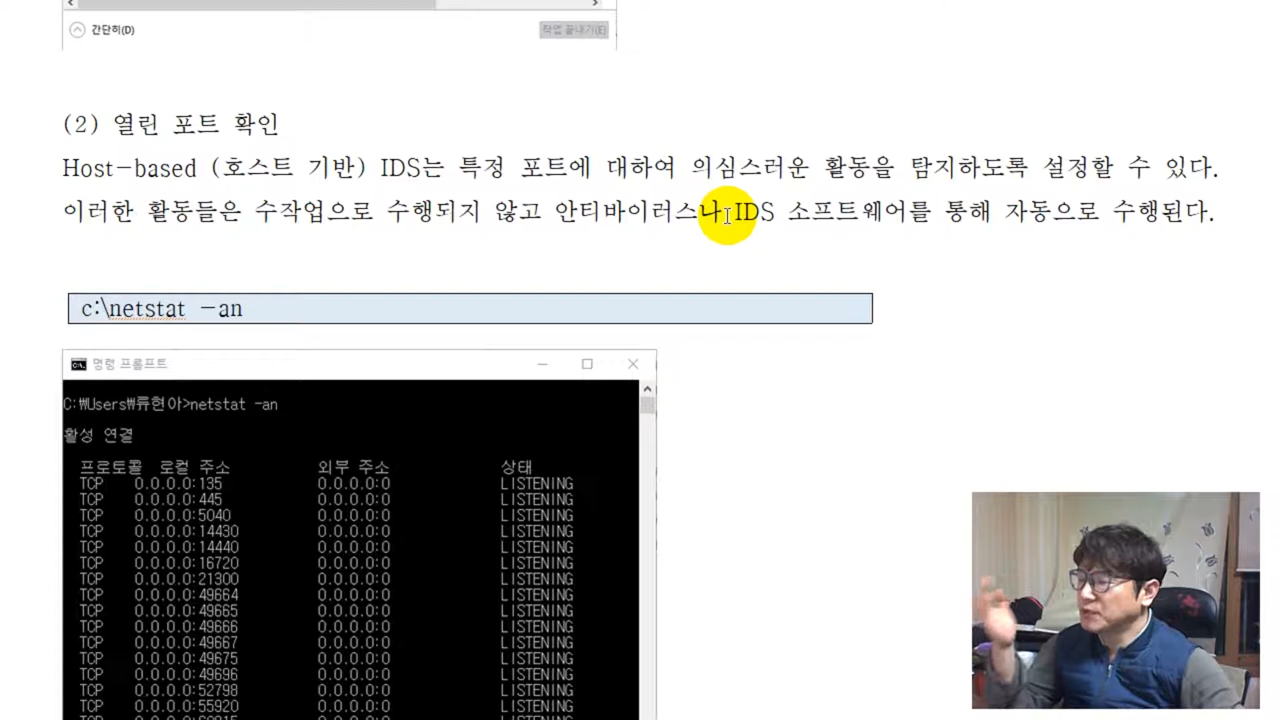 간단히(D)
작업 끝내기(E)
(2) 열린 포트 확인
Host-based (호스트 기반) IDS는 특정 포트에 대하여 의심스러운 활동을 탐지하도록 설정할 수 있다.
이러한 활동들은 수작업으로 수행되지 않고 안티바이러스나 IDS 소프트웨어를 통해 자동으로 수행된다.
c:\netstat -an
명령 프롬프트
C:\Users\류현아>netstat -an
활성 연결
프로토콜 로컬 주소 외부 주소 상태
TCP 0.0.0.0:135 0.0.0.0:0 LISTENING
TCP 0.0.0.0:445 0.0.0.0:0 LISTENING
TCP 0.0.0.0:5040 0.0.0.0:0 LISTENING
TCP 0.0.0.0:14430 0.0.0.0:0 LISTENING
TCP 0.0.0.0:14440 0.0.0.0:0 LISTENING
TCP 0.0.0.0:16720 0.0.0.0:0 LISTENING
TCP 0.0.0.0:21300 0.0.0.0:0 LISTENING
TCP 0.0.0.0:49664 0.0.0.0:0 LISTENING
TCP 0.0.0.0:49665 0.0.0.0:0 LISTENING
TCP 0.0.0.0:49666 0.0.0.0:0 LISTENING
TCP 0.0.0.0:49667 0.0.0.0:0 LISTENING
TCP 0.0.0.0:49675 0.0.0.0:0 LISTENING
TCP 0.0.0.0:49696 0.0.0.0:0 LISTENING
TCP 0.0.0.0:52798 0.0.0.0:0 LISTENING
TCP 0.0.0.0:55920 0.0.0.0:0 LISTENING